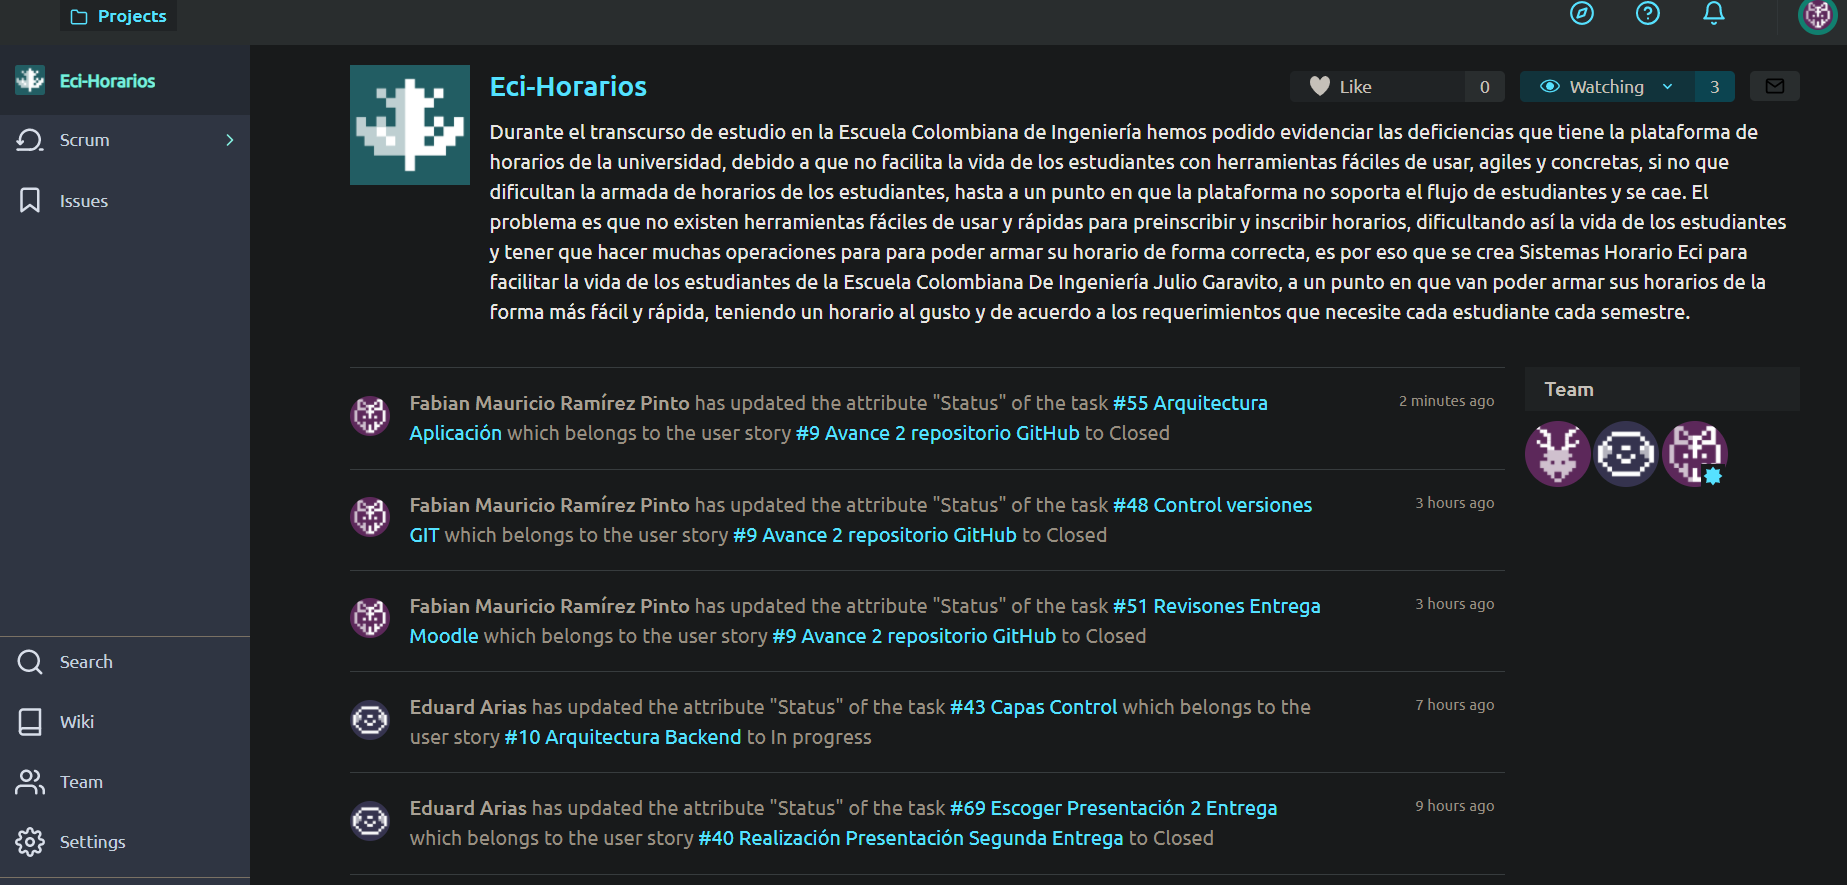 Projects
Eci-Horarios
Scrum
Issues
Search
Wiki
Team
Settings
Eci-Horarios
Like 0
Watching 3
Durante el transcurso de estudio en la Escuela Colombiana de Ingeniería hemos podido evidenciar las deficiencias que tiene la plataforma de
horarios de la universidad, debido a que no facilita la vida de los estudiantes con herramientas fáciles de usar, agiles y concretas, si no que
dificultan la armada de horarios de los estudiantes, hasta a un punto en que la plataforma no soporta el flujo de estudiantes y se cae. El
problema es que no existen herramientas fáciles de usar y rápidas para preinscribir y inscribir horarios, dificultando así la vida de los estudiantes
y tener que hacer muchas operaciones para para poder armar su horario de forma correcta, es por eso que se crea Sistemas Horario Eci para
facilitar la vida de los estudiantes de la Escuela Colombiana De Ingeniería Julio Garavito, a un punto en que van poder armar sus horarios de la
forma más fácil y rápida, teniendo un horario al gusto y de acuerdo a los requerimientos que necesite cada estudiante cada semestre.
Fabian Mauricio Ramírez Pinto has updated the attribute "Status" of the task #55 Arquitectura
Aplicación which belongs to the user story #9 Avance 2 repositorio GitHub to Closed
2 minutes ago
Fabian Mauricio Ramírez Pinto has updated the attribute "Status" of the task #48 Control versiones
GIT which belongs to the user story #9 Avance 2 repositorio GitHub to Closed
3 hours ago
Fabian Mauricio Ramírez Pinto has updated the attribute "Status" of the task #51 Revisones Entrega
Moodle which belongs to the user story #9 Avance 2 repositorio GitHub to Closed
3 hours ago
Eduard Arias has updated the attribute "Status" of the task #43 Capas Control which belongs to the
user story #10 Arquitectura Backend to In progress
7 hours ago
Eduard Arias has updated the attribute "Status" of the task #69 Escoger Presentación 2 Entrega
which belongs to the user story #40 Realización Presentación Segunda Entrega to Closed
9 hours ago
Team